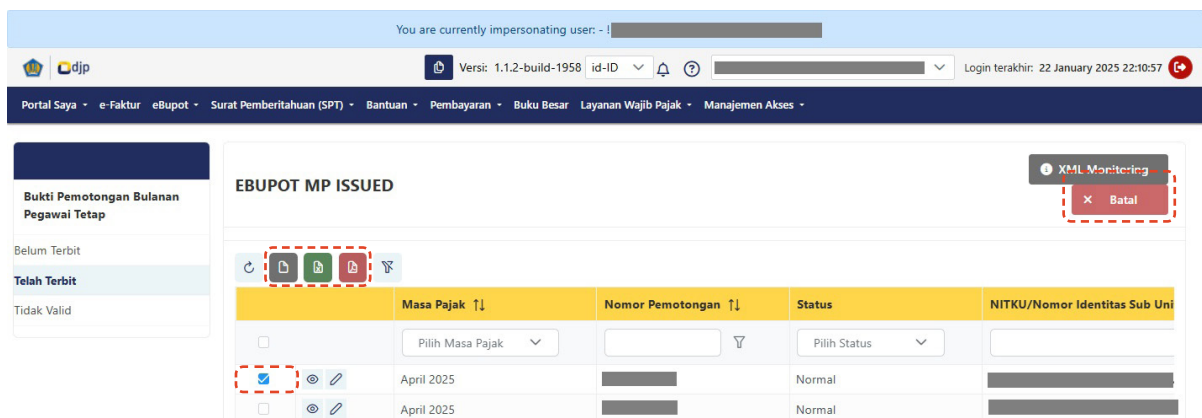 You are currently impersonating user: - !
djp
Versi: 1.1.2-build-1958 id-ID
Login terakhir: 22 January 2025 22:10:57
Portal Saya e-Faktur eBupot Surat Pemberitahuan (SPT) Bantuan Pembayaran Buku Besar Layanan Wajib Pajak Manajemen Akses
XML Monitoring
EBUPOT MP ISSUED
Batal
Bukti Pemotongan Bulanan
Pegawai Tetap
Belum Terbit
Telah Terbit
Tidak Valid
Masa Pajak Nomor Pemotongan Status NITKU/Nomor Identitas Sub Uni
Pilih Masa Pajak Pilih Status
April 2025 Normal
April 2025 Normal